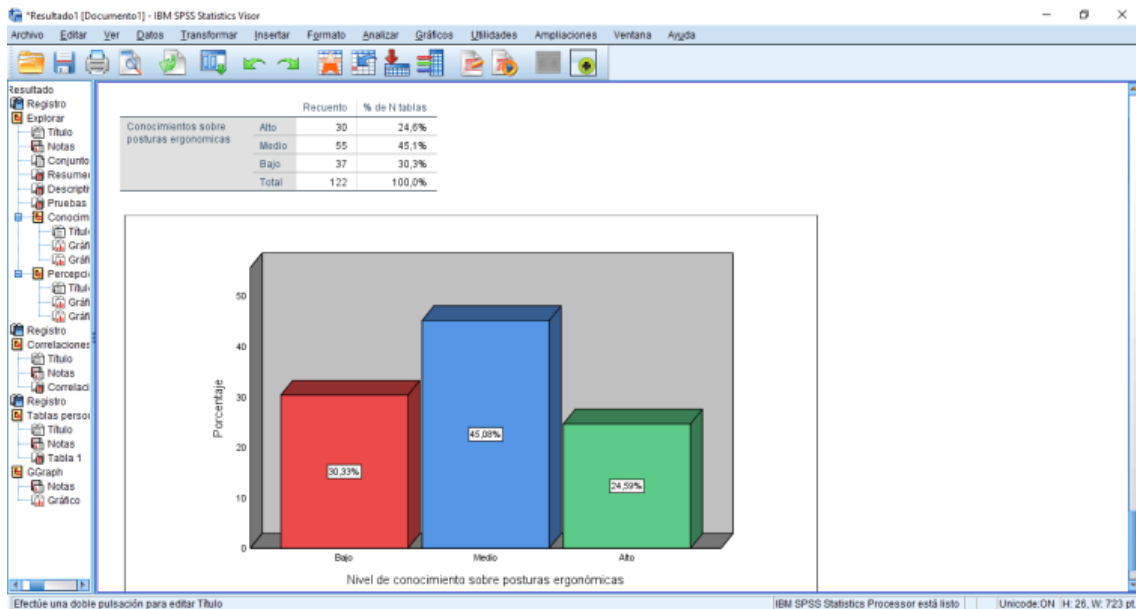 *Resultado1 [Documento1] - IBM SPSS Statistics Visor
Archivo Editar Ver Datos Transformar Insertar Formato Analizar Gráficos Utilidades Ampliaciones Ventana Ayuda
Resultado
Registro
Explorar
Título
Notas
Conjunto
Resume
Descripti
Pruebas
Conocim
Títul
Gráfi
Gráfi
Percepci
Títul
Gráfi
Gráfi
Registro
Correlaciones
Título
Notas
Correlaci
Registro
Tablas perso
Título
Notas
Tabla 1
GGraph
Notas
Gráfico
Recuento % de N tablas
Conocimientos sobre posturas ergonomicas Alto 30 24,6%
Medio 55 45,1%
Bajo 37 30,3%
Total 122 100,0%
Porcentaje
50
40
30
20
10
0
30,33%
45,08%
24,59%
Bajo Medio Alto
Nivel de conocimiento sobre posturas ergonómicas
Efectúe una doble pulsación para editar Título
IBM SPSS Statistics Processor está listo Unicode:ON H: 26, W: 723 pt